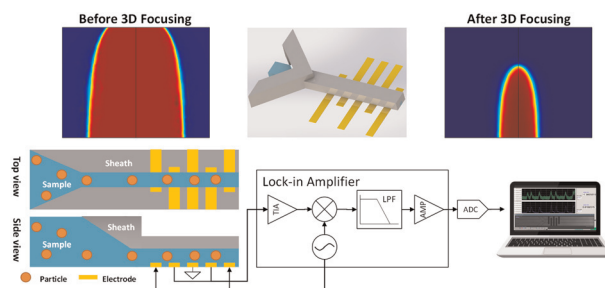 Before 3D Focusing
After 3D Focusing
Top view
Sheath
Sample
Side view
Sheath
Sample
Particle
Electrode
Lock-in Amplifier
TIA
LPF
AMP
ADC